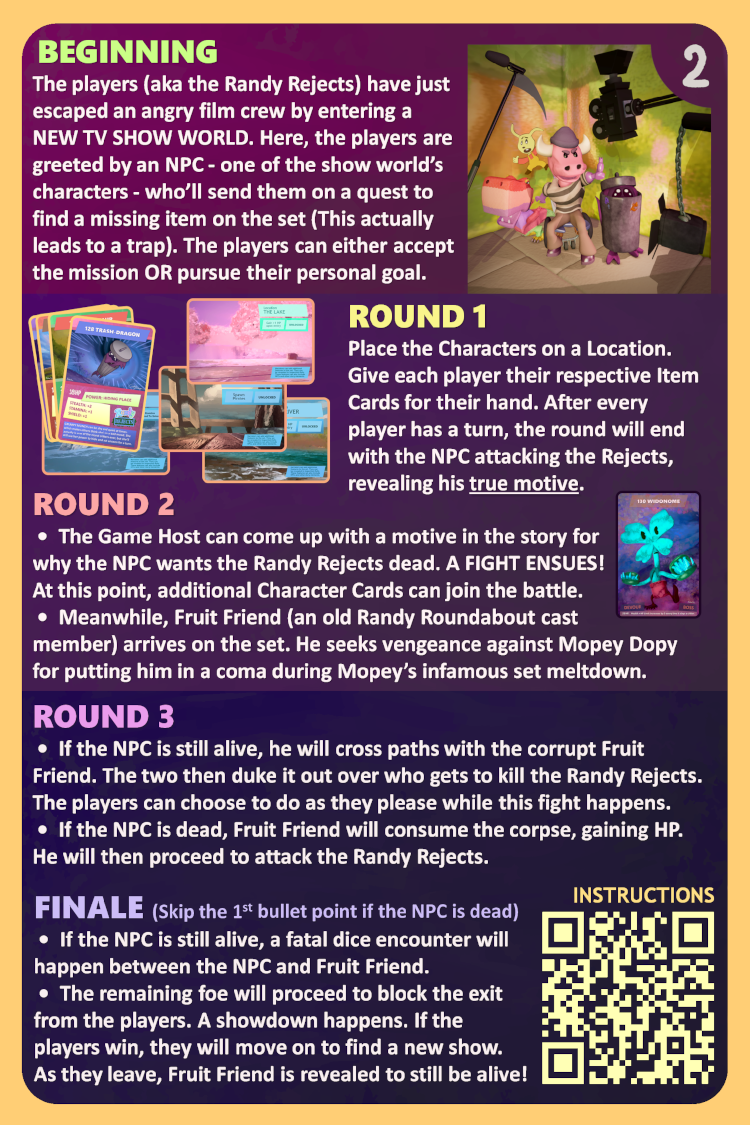 2
BEGINNING
The players (aka the Randy Rejects) have just
escaped an angry film crew by entering a
NEW TV SHOW WORLD. Here, the players are
greeted by an NPC - one of the show world's
characters - who'll send them on a quest to
find a missing item on the set (This actually
leads to a trap). The players can either accept
the mission OR pursue their personal goal.
128 TRASH DRAGON
POWER: HIDING PLACE
THE LAKE
ROUND 1
Place the Characters on a Location.
Give each player their respective Item
Cards for their hand. After every
player has a turn, the round will end
with the NPC attacking the Rejects,
revealing his true motive.
ROUND 2
• The Game Host can come up with a motive in the story for
why the NPC wants the Randy Rejects dead. A FIGHT ENSUES!
At this point, additional Character Cards can join the battle.
• Meanwhile, Fruit Friend (an old Randy Roundabout cast
member) arrives on the set. He seeks vengeance against Mopey Dopy
for putting him in a coma during Mopey's infamous set meltdown.
ROUND 3
• If the NPC is still alive, he will cross paths with the corrupt Fruit
Friend. The two then duke it out over who gets to kill the Randy Rejects.
The players can choose to do as they please while this fight happens.
• If the NPC is dead, Fruit Friend will consume the corpse, gaining HP.
He will then proceed to attack the Randy Rejects.
FINALE (Skip the 1st bullet point if the NPC is dead)
• If the NPC is still alive, a fatal dice encounter will
happen between the NPC and Fruit Friend.
• The remaining foe will proceed to block the exit
from the players. A showdown happens. If the
players win, they will move on to find a new show.
As they leave, Fruit Friend is revealed to still be alive!
INSTRUCTIONS